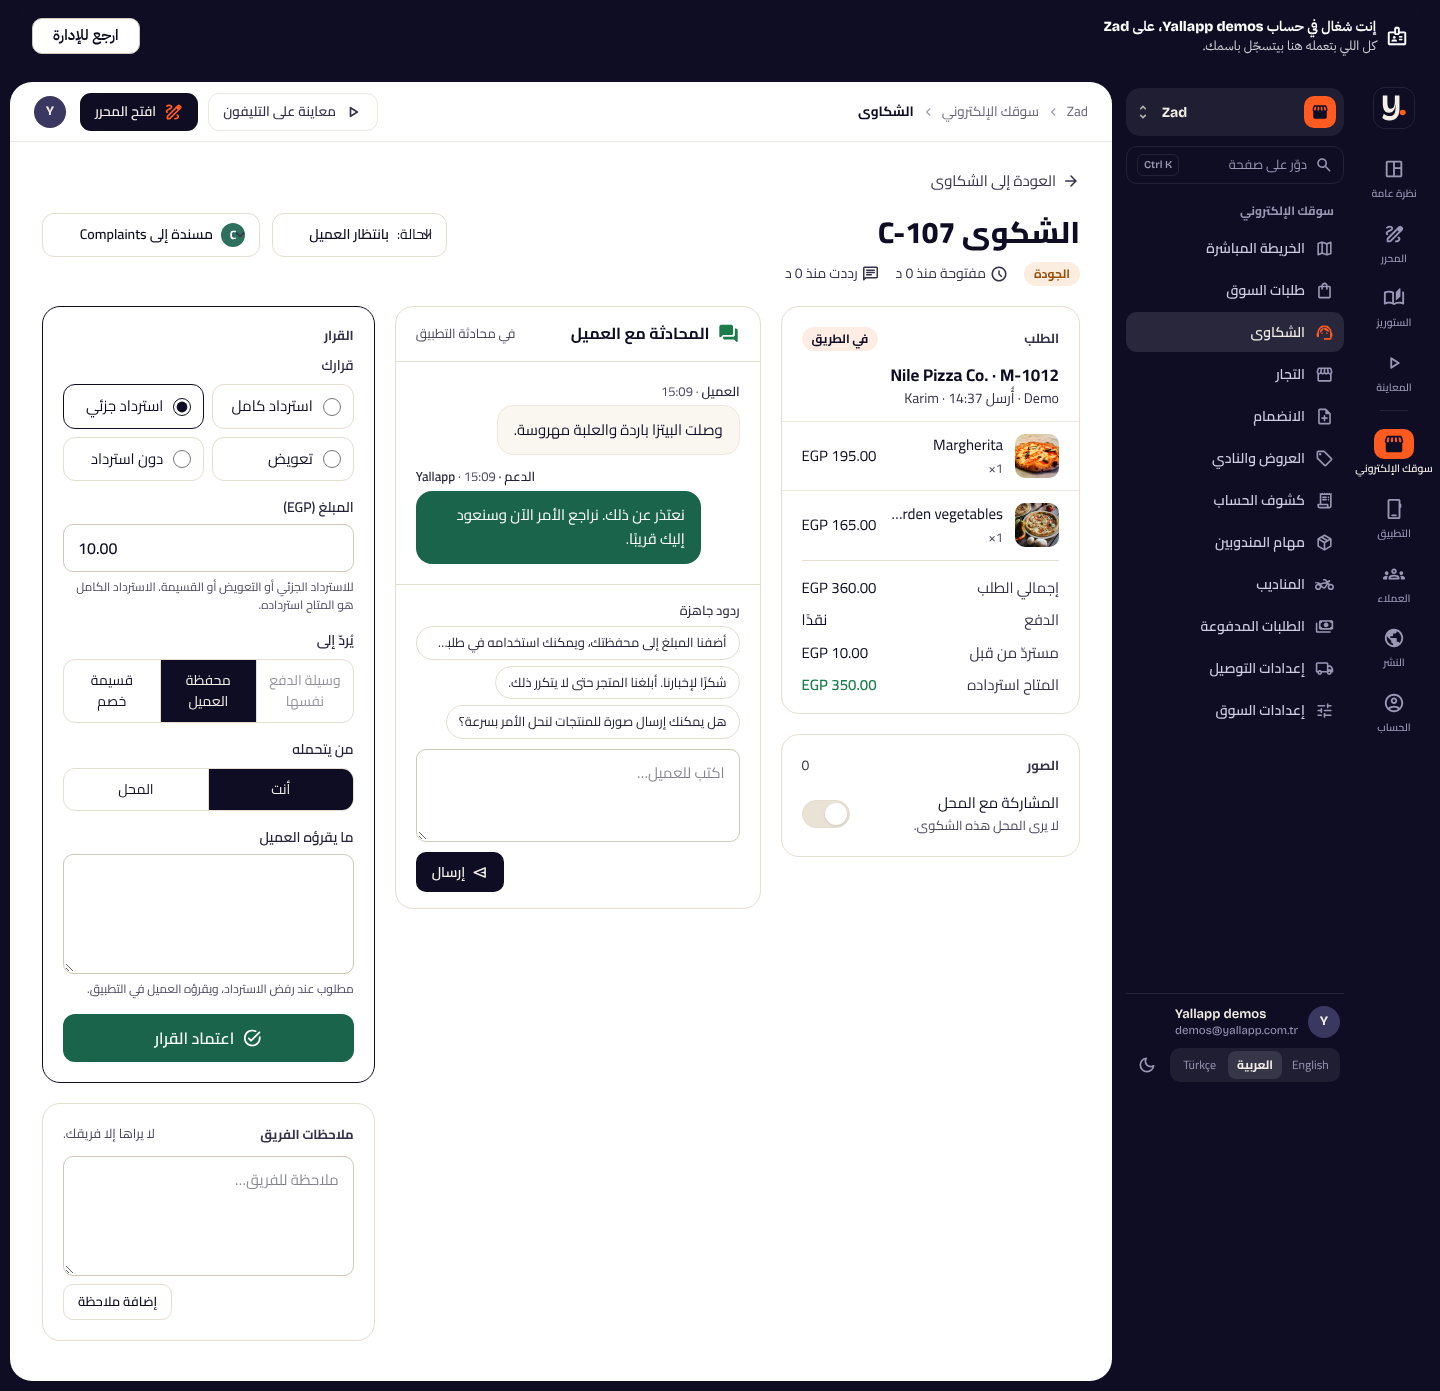 إنت شغال في حساب Yallapp demos، على Zad
كل اللي بتعمله هنا بيتسجّل باسمك.
ارجع للإدارة
y.
نظرة عامة
المحرر
الستوريز
المعاينة
سوقك الإلكتروني
التطبيق
العملاء
النشر
الحساب
Zad
دوّر على صفحة
Ctrl K
سوقك الإلكتروني
الخريطة المباشرة
طلبات السوق
الشكاوى
التجار
الانضمام
العروض والنادي
كشوف الحساب
مهام المندوبين
المناديب
الطلبات المدفوعة
إعدادات التوصيل
إعدادات السوق
Yallapp demos
demos@yallapp.com.tr
Y
English
العربية
Türkçe
Zad
سوقك الإلكتروني
الشكاوى
معاينة على التليفون
افتح المحرر
Y
العودة إلى الشكاوى
الشكوى C-107
الحالة: بانتظار العميل
C
مسندة إلى Complaints
الجودة
مفتوحة منذ 0 د
رددت منذ 0 د
الطلب
في الطريق
Nile Pizza Co. · M-1012
Karim · 14:37 أُرسل · Demo
Margherita
×1
EGP 195.00
...rden vegetables
×1
EGP 165.00
إجمالي الطلب
EGP 360.00
الدفع
نقدًا
مستردّ من قبل
EGP 10.00
المتاح استرداده
EGP 350.00
الصور
0
المشاركة مع المحل
لا يرى المحل هذه الشكوى.
المحادثة مع العميل
في محادثة التطبيق
العميل · 15:09
وصلت البيتزا باردة والعلبة مهروسة.
الدعم · Yallapp · 15:09
نعتذر عن ذلك. نراجع الأمر الآن وسنعود
إليك قريبًا.
ردود جاهزة
أضفنا المبلغ إلى محفظتك، ويمكنك استخدامه في طلبـ...
شكرًا لإخبارنا. أبلغنا المتجر حتى لا يتكرر ذلك.
هل يمكنك إرسال صورة للمنتجات لنحل الأمر بسرعة؟
اكتب للعميل...
إرسال
القرار
قرارك
استرداد كامل
استرداد جزئي
تعويض
دون استرداد
المبلغ (EGP)
10.00
للاسترداد الجزئي أو التعويض أو القسيمة. الاسترداد الكامل
هو المتاح استرداده.
يُردّ إلى
وسيلة الدفع
نفسها
محفظة
العميل
قسيمة
خصم
من يتحمله
أنت
المحل
ما يقرؤه العميل
مطلوب عند رفض الاسترداد، ويقرؤه العميل في التطبيق.
اعتماد القرار
ملاحظات الفريق
لا يراها إلا فريقك.
ملاحظة للفريق...
إضافة ملاحظة